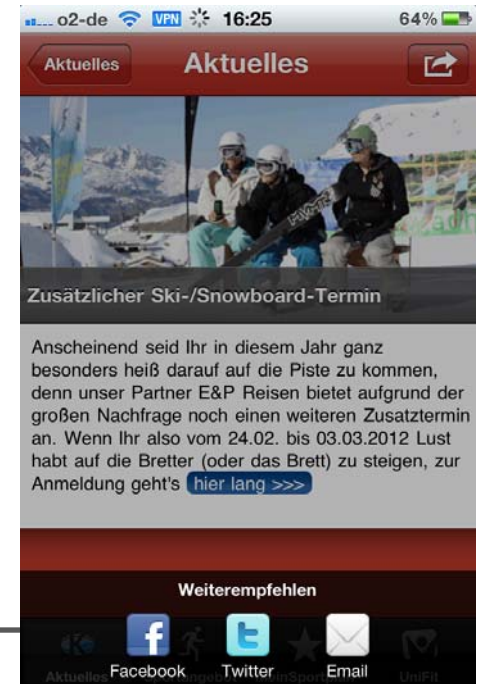 o2-de VPN 16:25 64%
Aktuelles Aktuelles
Zusätzlicher Ski-/Snowboard-Termin
Anscheinend seid Ihr in diesem Jahr ganz
besonders heiß darauf auf die Piste zu kommen,
denn unser Partner E&P Reisen bietet aufgrund der
großen Nachfrage noch einen weiteren Zusatztermin
an. Wenn Ihr also vom 24.02. bis 03.03.2012 Lust
habt auf die Bretter (oder das Brett) zu steigen, zur
Anmeldung geht's hier lang >>>
Weiterempfehlen
Facebook Twitter Email
Aktuelles UniFit